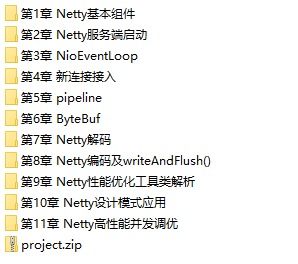 第1章 Netty基本组件
第2章 Netty服务端启动
第3章 NioEventLoop
第4章 新连接接入
第5章 pipeline
第6章 ByteBuf
第7章 Netty解码
第8章 Netty编码及writeAndFlush()
第9章 Netty性能优化工具类解析
第10章 Netty设计模式应用
第11章 Netty高性能并发调优
project.zip